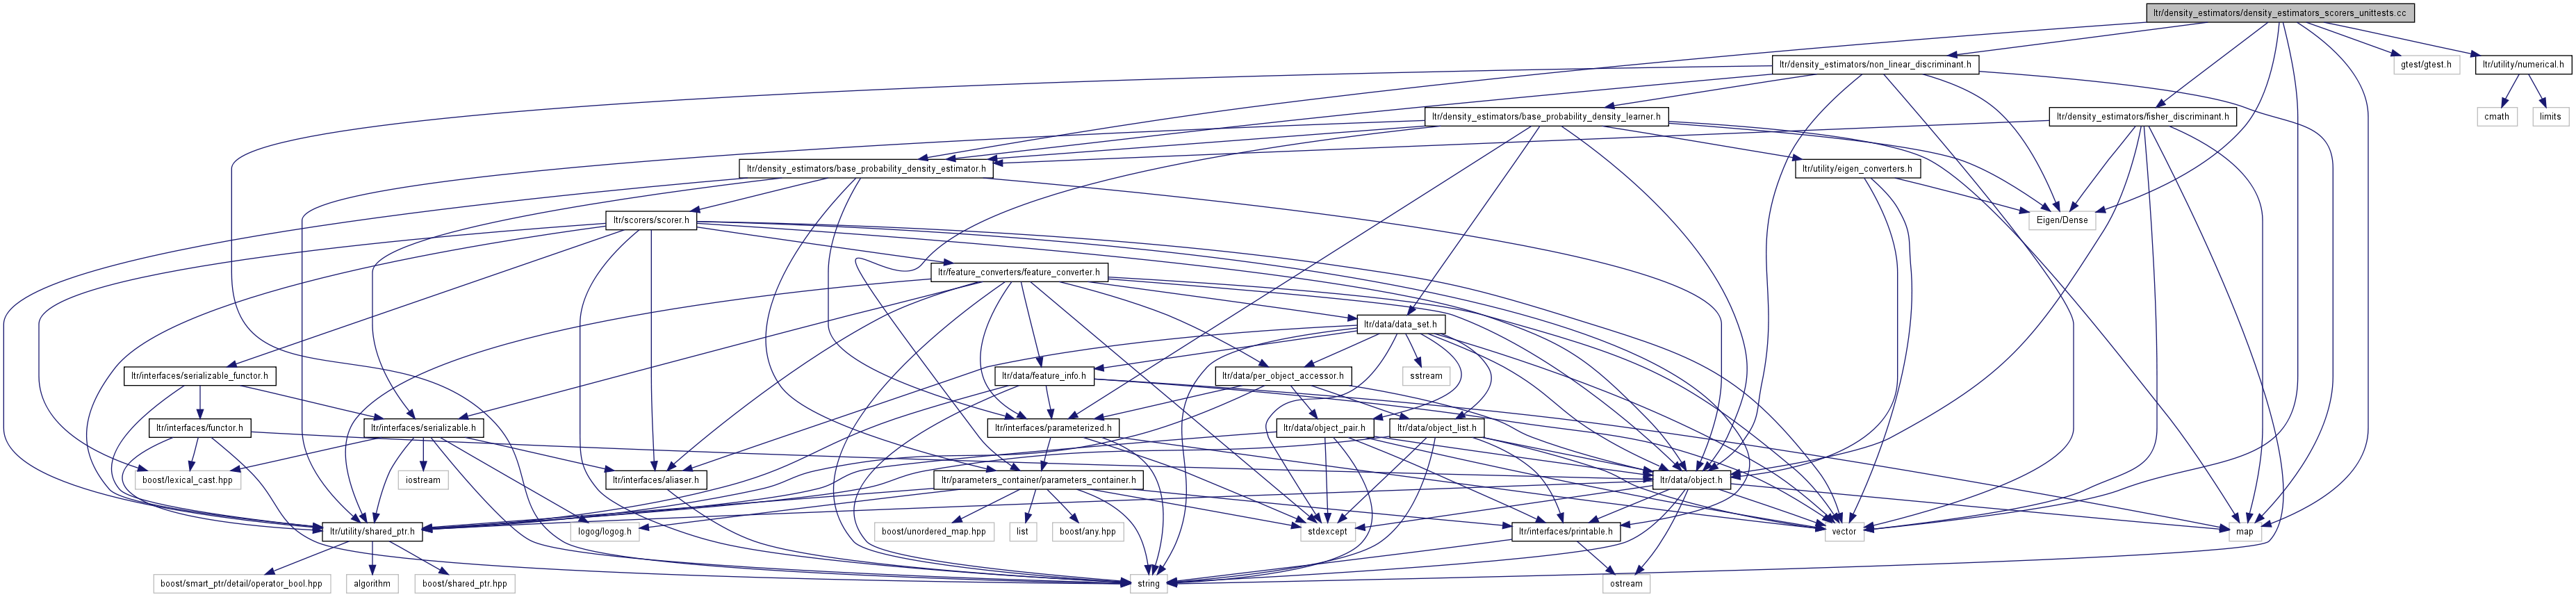 ltr/density_estimators/density_estimators_scorers_unittests.cc
ltr/density_estimators/non_linear_discriminant.h
gtest/gtest.h
ltr/utility/numerical.h
ltr/density_estimators/base_probability_density_learner.h
ltr/density_estimators/fisher_discriminant.h
cmath
limits
ltr/density_estimators/base_probability_density_estimator.h
ltr/utility/eigen_converters.h
ltr/scorers/scorer.h
Eigen/Dense
ltr/feature_converters/feature_converter.h
ltr/data/data_set.h
ltr/interfaces/serializable_functor.h
ltr/data/feature_info.h
ltr/data/per_object_accessor.h
sstream
ltr/interfaces/functor.h
ltr/interfaces/serializable.h
ltr/interfaces/parameterized.h
ltr/data/object_pair.h
ltr/data/object_list.h
boost/lexical_cast.hpp
iostream
ltr/interfaces/aliaser.h
ltr/parameters_container/parameters_container.h
ltr/data/object.h
ltr/utility/shared_ptr.h
logog/logog.h
boost/unordered_map.hpp
list
boost/any.hpp
stdexcept
ltr/interfaces/printable.h
vector
map
boost/smart_ptr/detail/operator_bool.hpp
algorithm
boost/shared_ptr.hpp
string
ostream